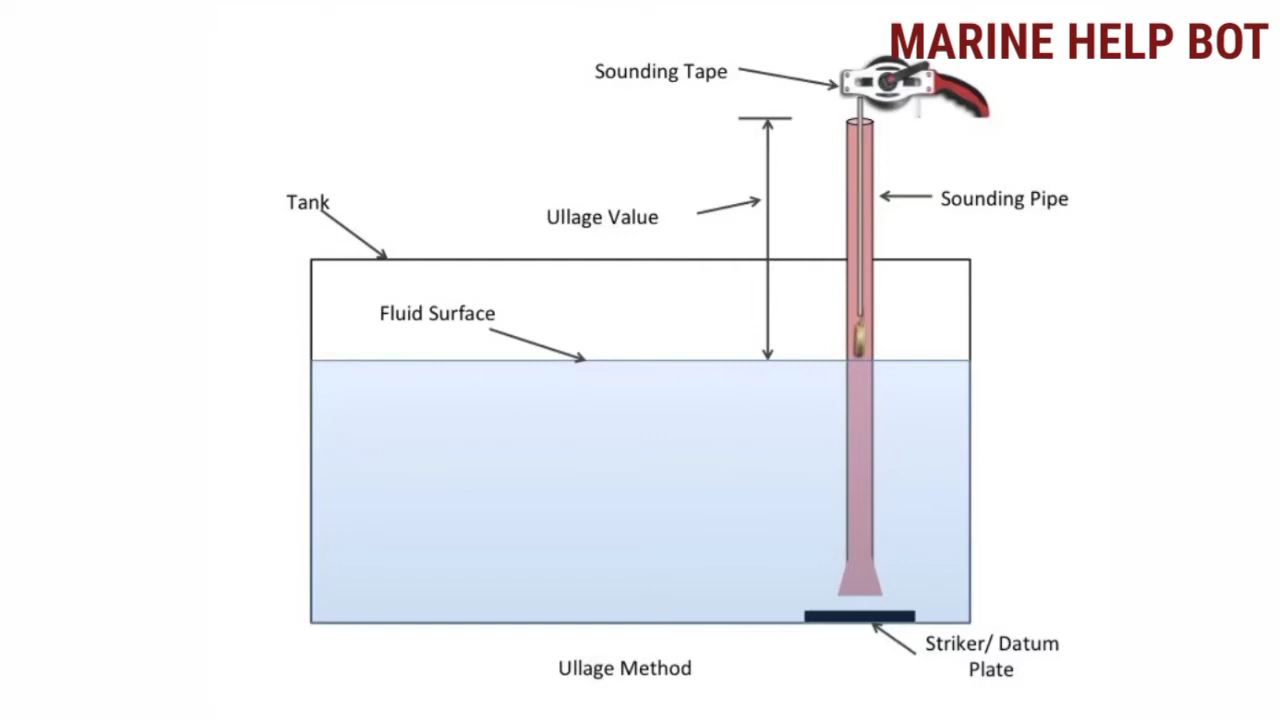 MARINE HELP BOT
Sounding Tape
Tank
Ullage Value
Sounding Pipe
Fluid Surface
Striker/ Datum
Plate
Ullage Method